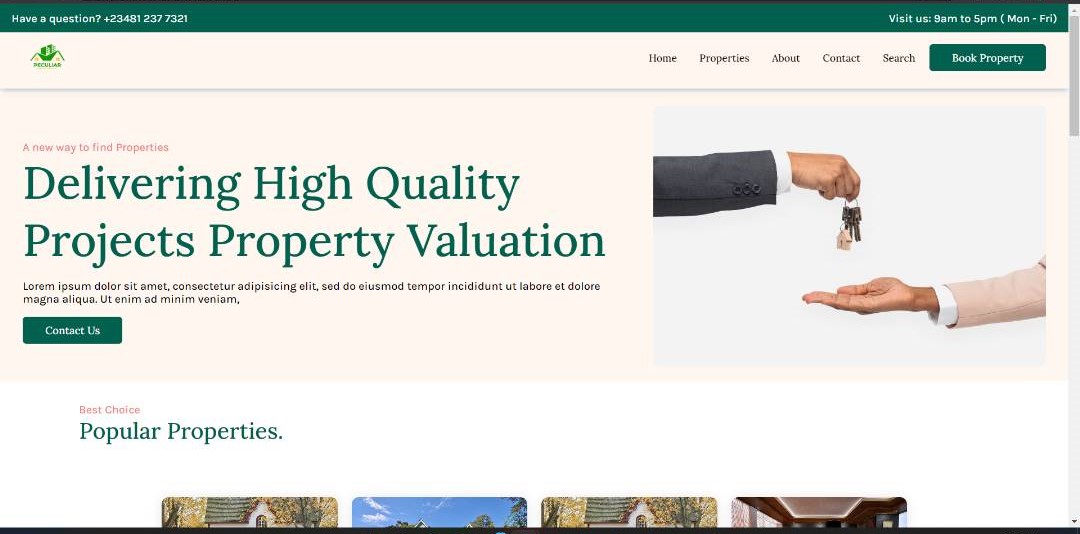 Have a question? +23481 237 7321
Visit us: 9am to 5pm ( Mon - Fri)
PECULIAR
Home
Properties
About
Contact
Search
Book Property
A new way to find Properties
Delivering High Quality
Projects Property Valuation
Lorem ipsum dolor sit amet, consectetur adipisicing elit, sed do eiusmod tempor incididunt ut labore et dolore
magna aliqua. Ut enim ad minim veniam,
Contact Us
Best Choice
Popular Properties.